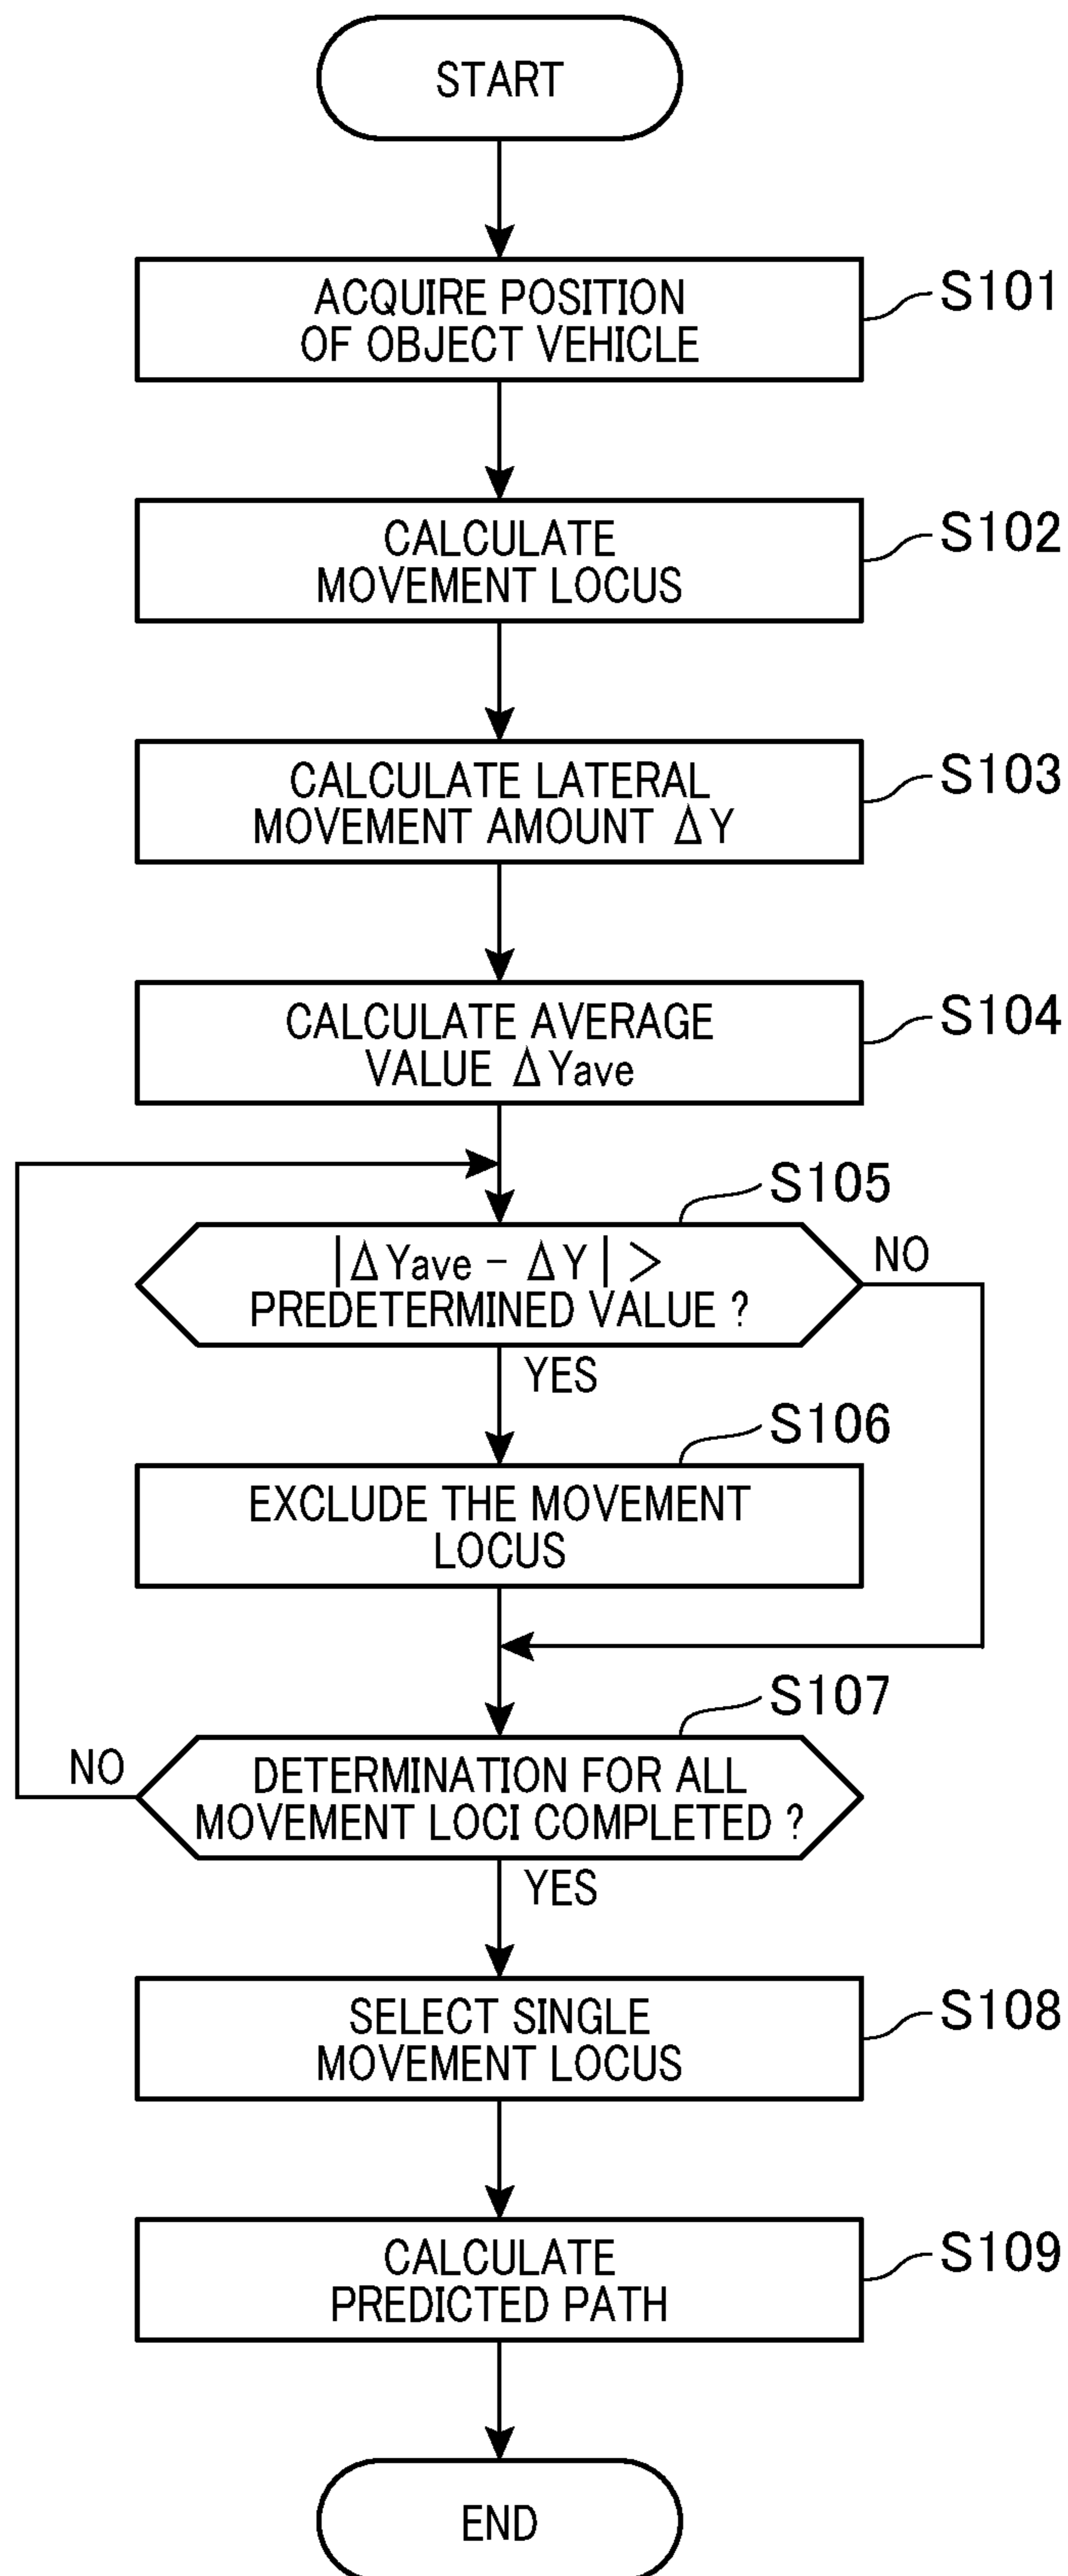 START
ACQUIRE POSITION
OF OBJECT VEHICLE
S101
CALCULATE
MOVEMENT LOCUS
S102
CALCULATE LATERAL
MOVEMENT AMOUNT ΔY
S103
CALCULATE AVERAGE
VALUE ΔYave
S104
S105
|ΔYave - ΔY| >
PREDETERMINED VALUE ?
NO
YES
S106
EXCLUDE THE MOVEMENT
LOCUS
S107
NO
DETERMINATION FOR ALL
MOVEMENT LOCI COMPLETED ?
YES
SELECT SINGLE
MOVEMENT LOCUS
S108
CALCULATE
PREDICTED PATH
S109
END